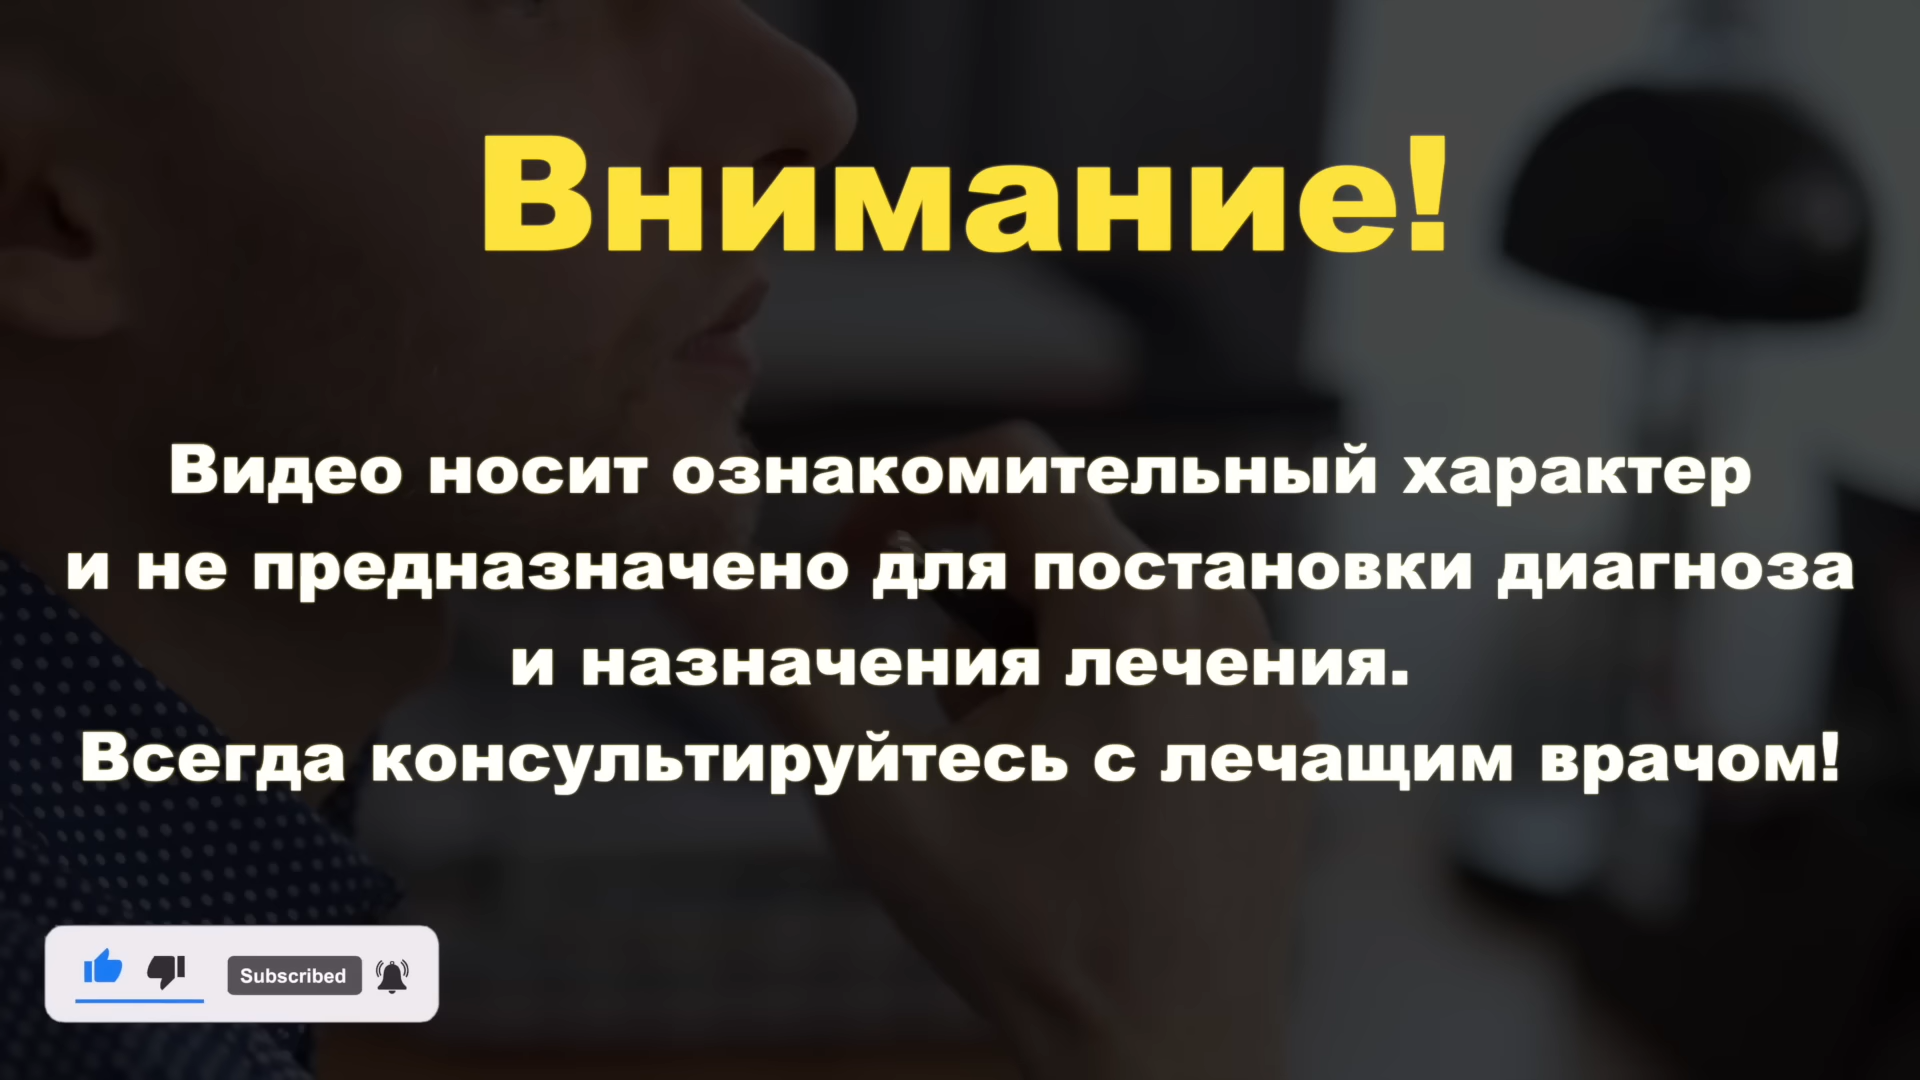 Внимание!
Видео носит ознакомительный характер
и не предназначено для постановки диагноза
и назначения лечения.
Всегда консультируйтесь с лечащим врачом!
Subscribed